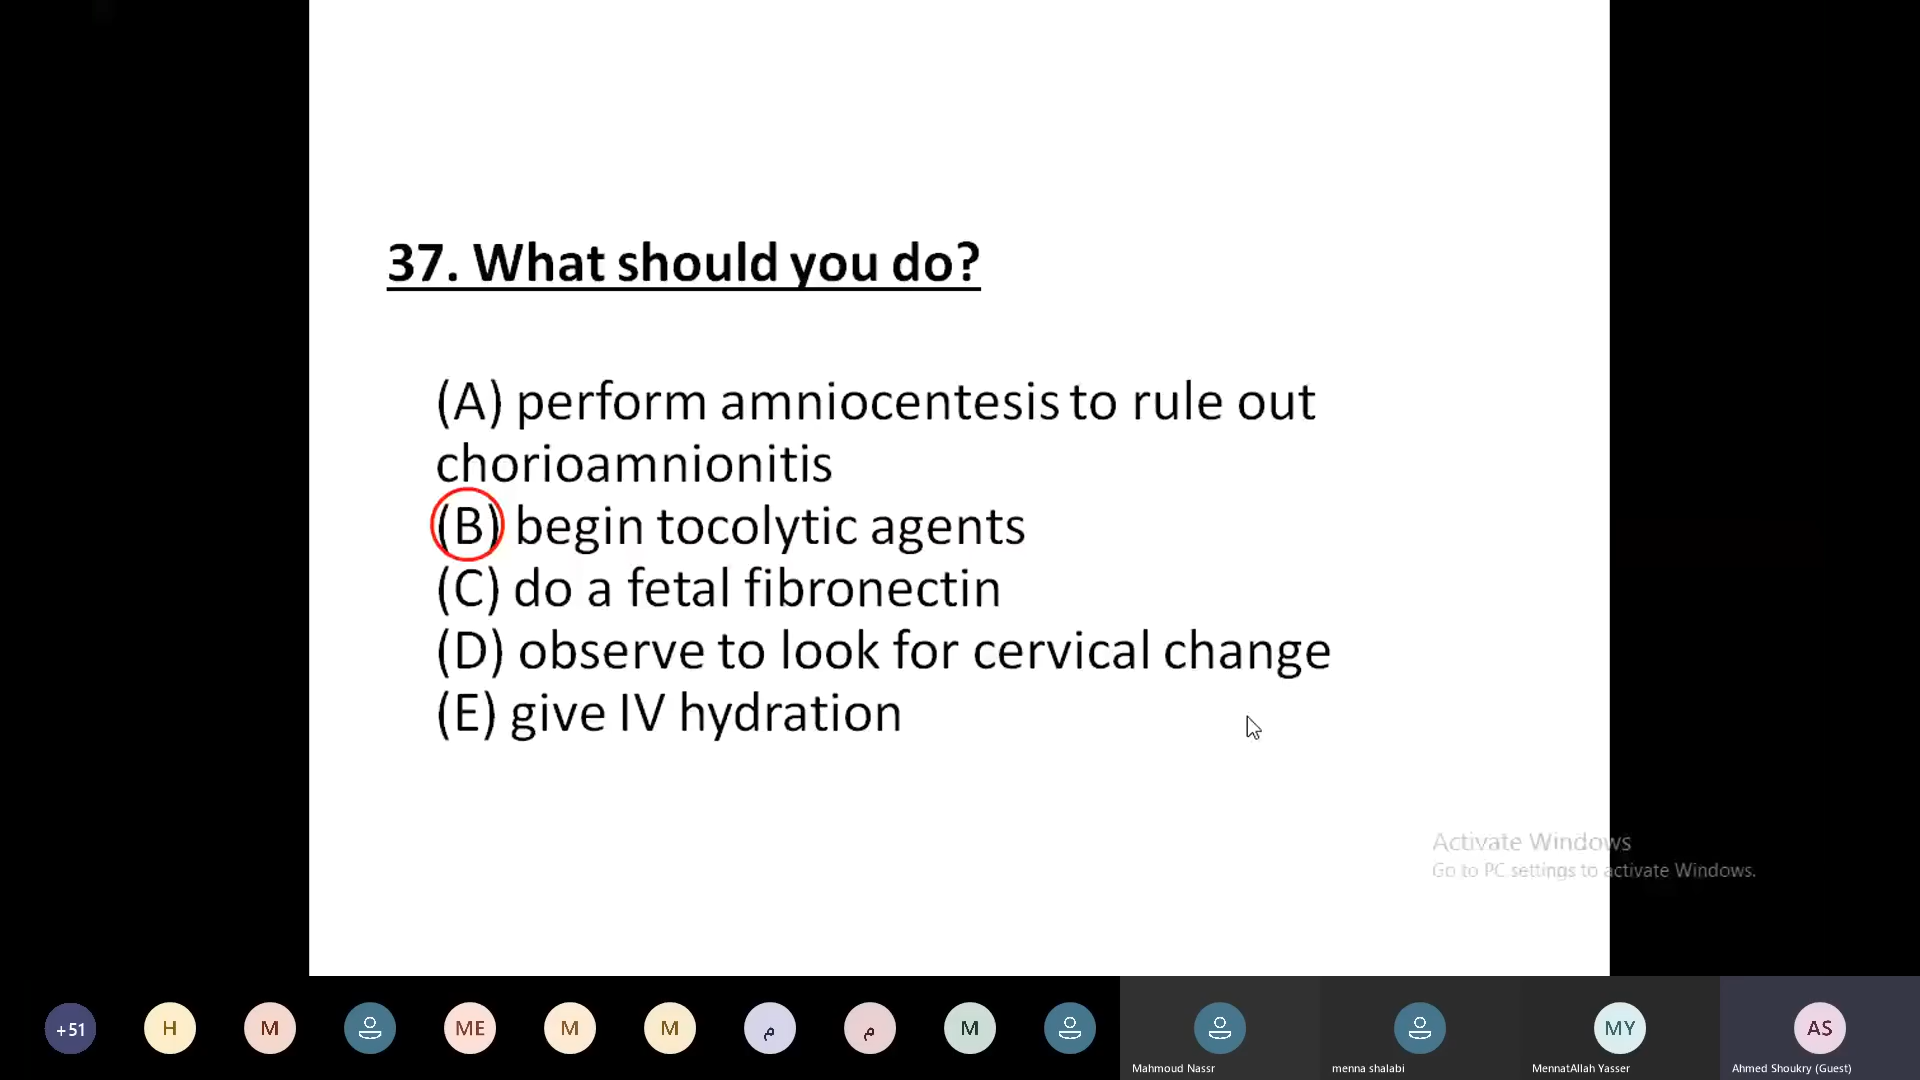 37. What should you do?
(A) perform amniocentesis to rule out
chorioamnionitis
(B) begin tocolytic agents
(C) do a fetal fibronectin
(D) observe to look for cervical change
(E) give IV hydration
Activate Windows
Go to PC settings to activate Windows.
+51
H
M
ME
M
M
م
م
M
MY
AS
Mahmoud Nassr
menna shalabi
MennatAllah Yasser
Ahmed Shoukry (Guest)